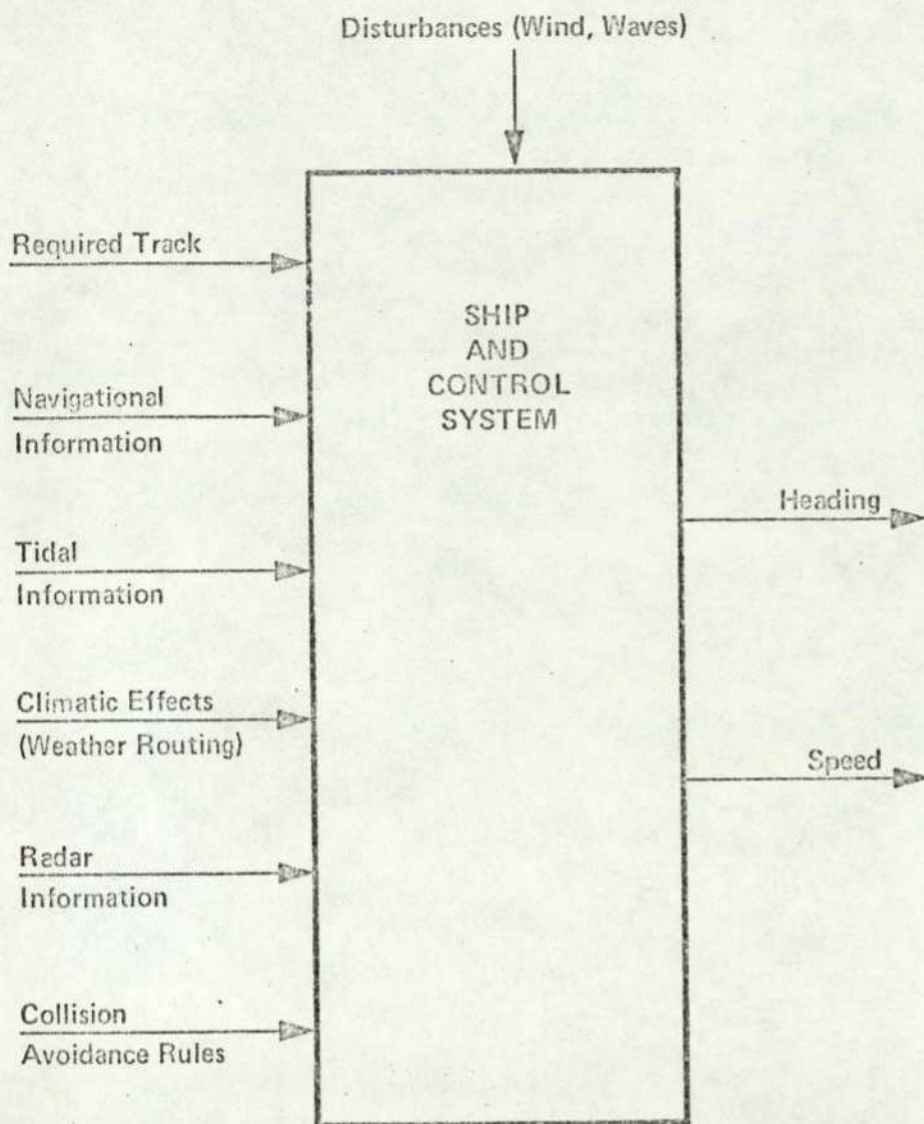 Disturbances (Wind, Waves)
Required Track
Navigational
Information
Tidal
Information
Climatic Effects
(Weather Routing)
Radar
Information
Collision
Avoidance Rules
SHIP
AND
CONTROL
SYSTEM
Heading
Speed